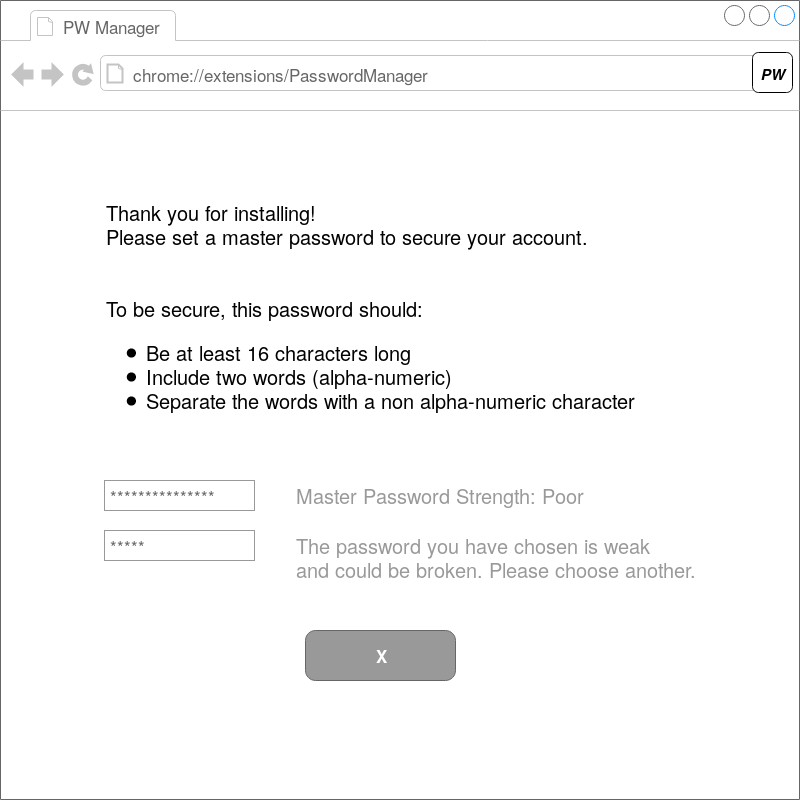 PW Manager
chrome://extensions/PasswordManager
PW
Thank you for installing!
Please set a master password to secure your account.
To be secure, this password should:
• Be at least 16 characters long
• Include two words (alpha-numeric)
• Separate the words with a non alpha-numeric character
***************
Master Password Strength: Poor
*****
The password you have chosen is weak
and could be broken. Please choose another.
X